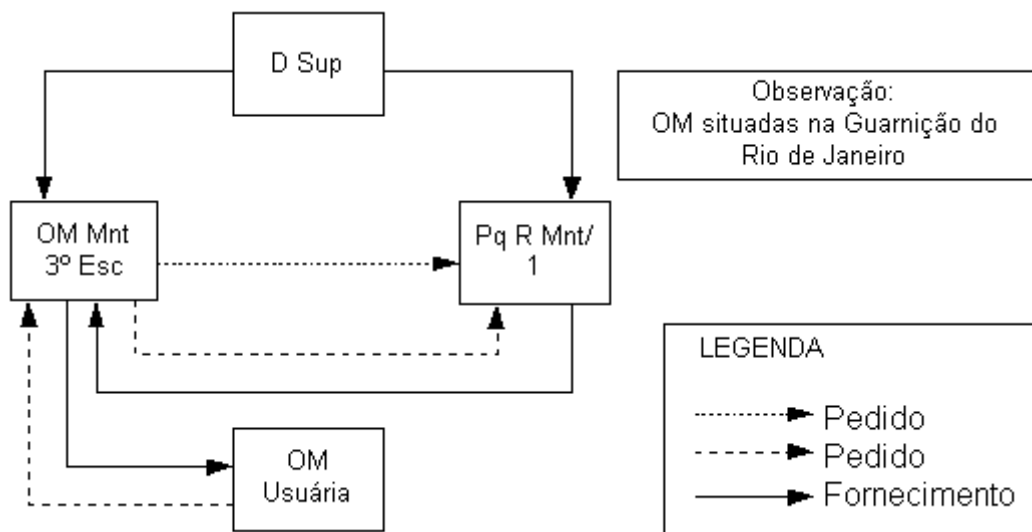 D Sup
Observação:
OM situadas na Guarnição do
Rio de Janeiro
OM Mnt
3º Esc
Pq R Mnt/
1
LEGENDA
Pedido
Pedido
Fornecimento
OM
Usuária